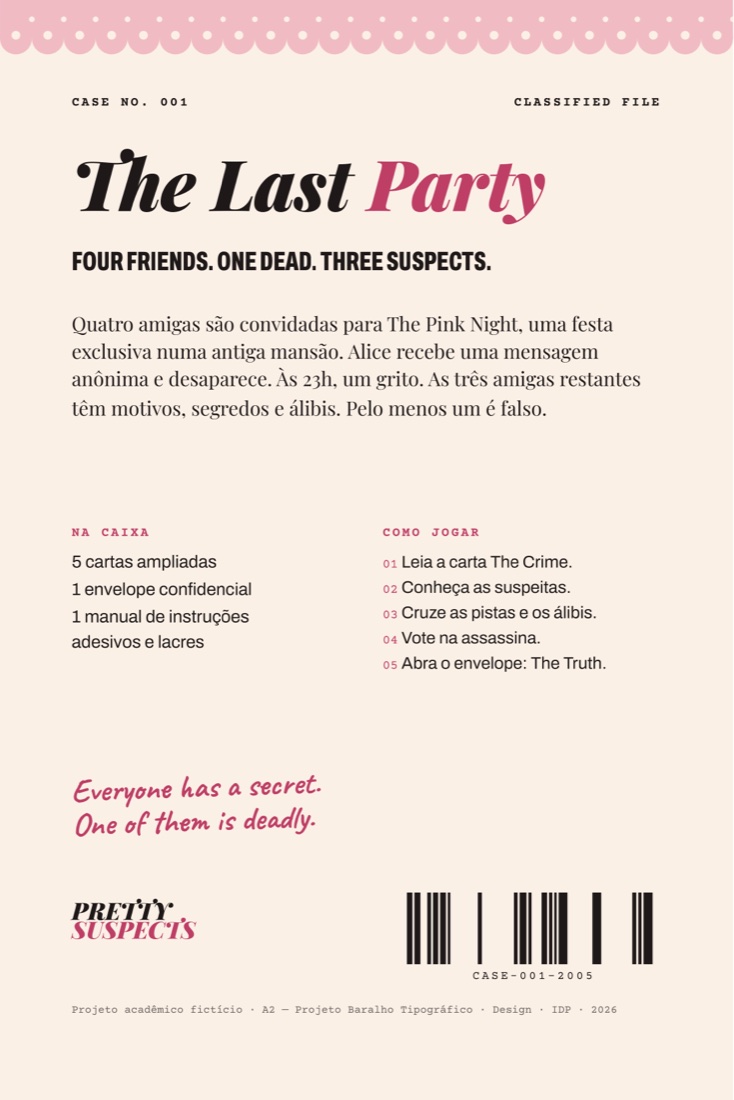 CASE NO. 001
CLASSIFIED FILE
The Last Party
FOUR FRIENDS. ONE DEAD. THREE SUSPECTS.
Quatro amigas são convidadas para The Pink Night, uma festa
exclusiva numa antiga mansão. Alice recebe uma mensagem
anônima e desaparece. Às 23h, um grito. As três amigas restantes
têm motivos, segredos e álibis. Pelo menos um é falso.
NA CAIXA
5 cartas ampliadas
1 envelope confidencial
1 manual de instruções
adesivos e lacres
COMO JOGAR
01 Leia a carta The Crime.
02 Conheça as suspeitas.
03 Cruze as pistas e os álibis.
04 Vote na assassina.
05 Abra o envelope: The Truth.
Everyone has a secret.
One of them is deadly.
PRETTY
SUSPECTS
CASE-001-2005
Projeto acadêmico fictício · A2 — Projeto Baralho Tipográfico · Design · IDP · 2026